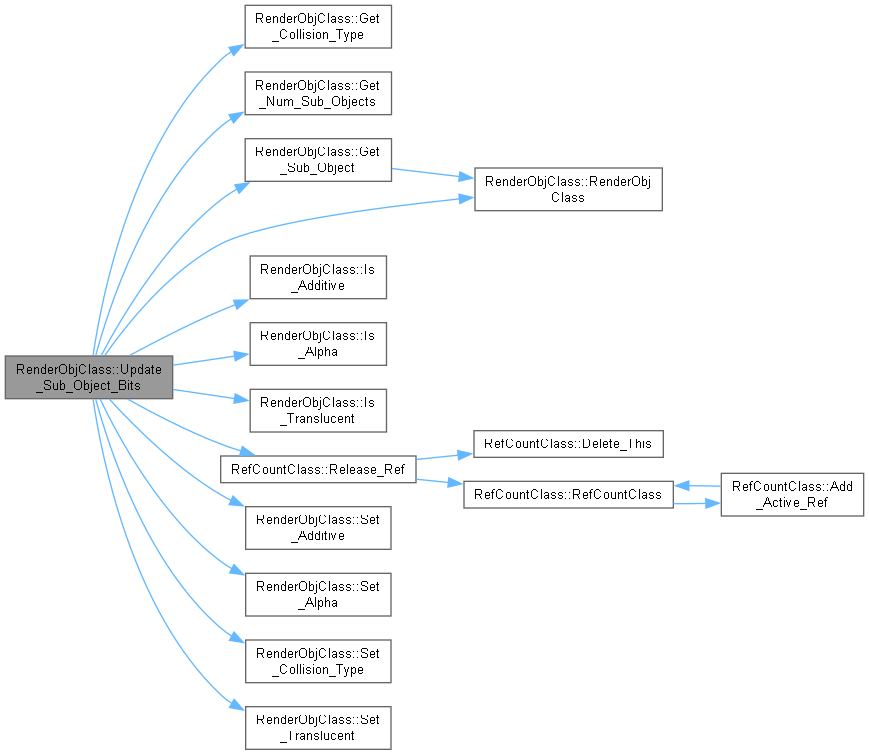 RenderObjClass::Get
_Collision_Type
RenderObjClass::Get
_Num_Sub_Objects
RenderObjClass::Get
_Sub_Object
RenderObjClass::RenderObj
Class
RenderObjClass::Is
_Additive
RenderObjClass::Is
_Alpha
RenderObjClass::Update
_Sub_Object_Bits
RenderObjClass::Is
_Translucent
RefCountClass::Release_Ref
RefCountClass::Delete_This
RefCountClass::RefCountClass
RefCountClass::Add
_Active_Ref
RenderObjClass::Set
_Additive
RenderObjClass::Set
_Alpha
RenderObjClass::Set
_Collision_Type
RenderObjClass::Set
_Translucent